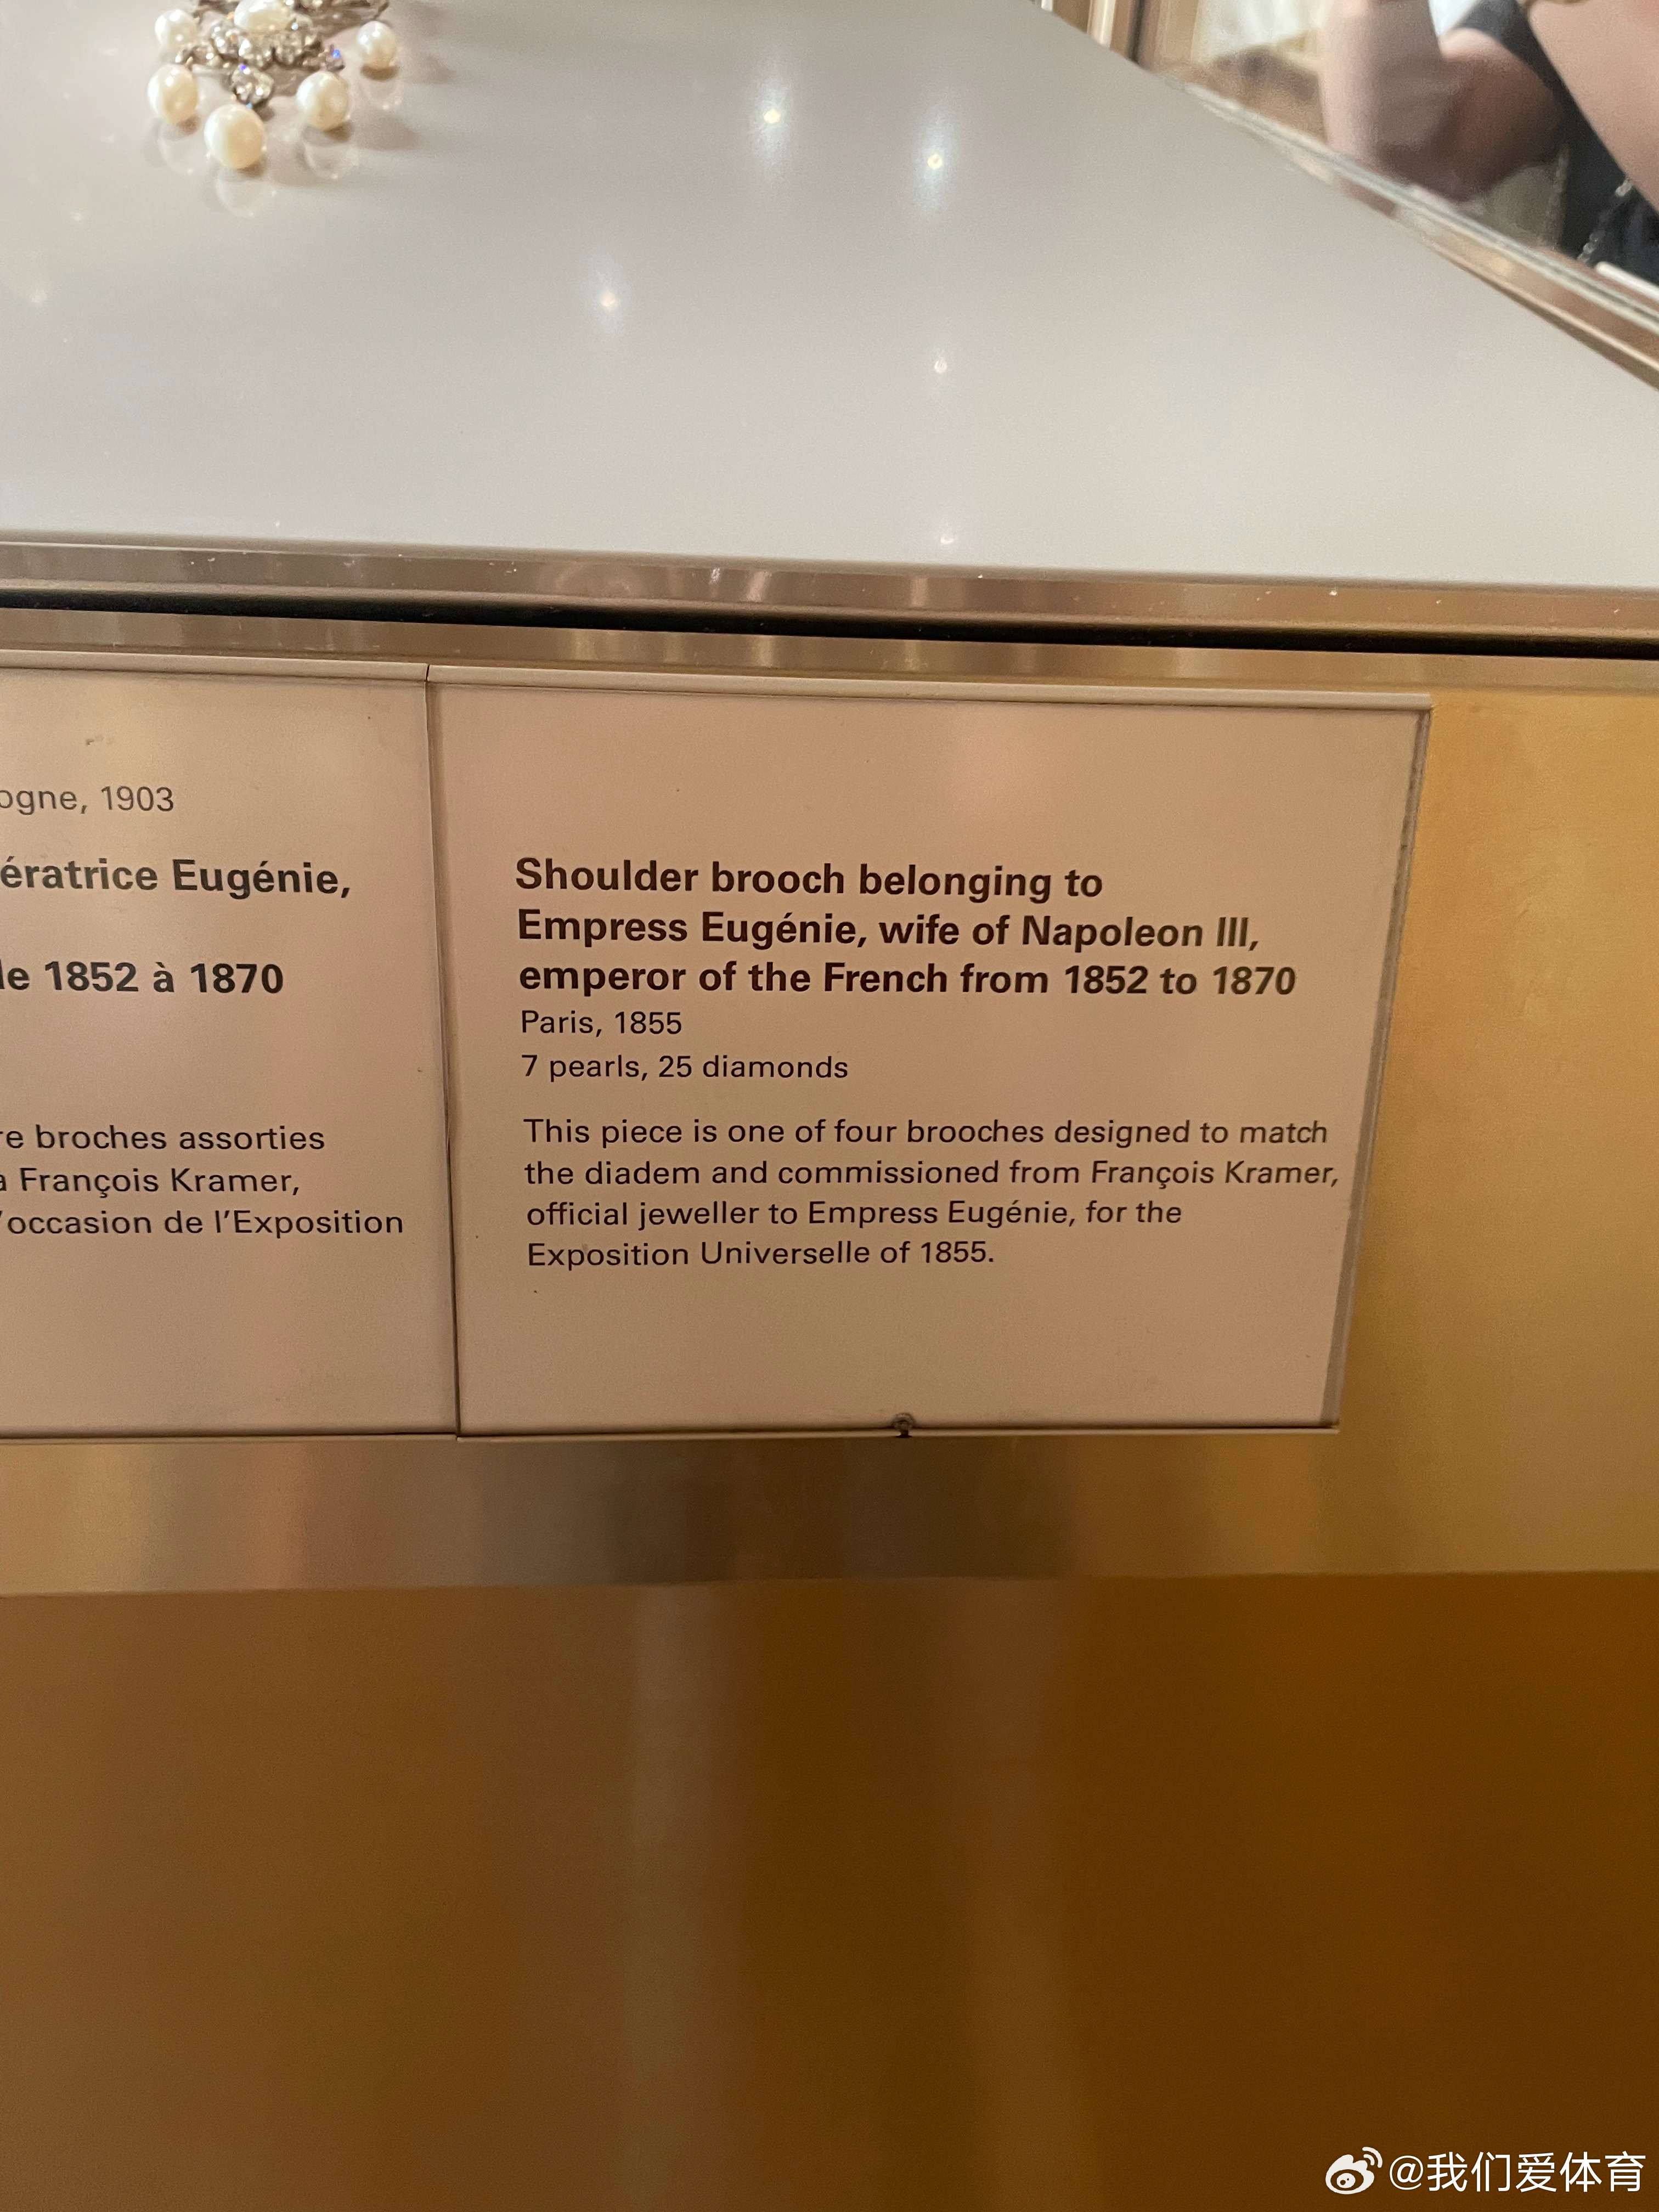 ogne, 1903
ératrice Eugénie,
de 1852 à 1870
re broches assorties
à François Kramer,
l'occasion de l'Exposition
Shoulder brooch belonging to
Empress Eugénie, wife of Napoleon III,
emperor of the French from 1852 to 1870
Paris, 1855
7 pearls, 25 diamonds
This piece is one of four brooches designed to match
the diadem and commissioned from François Kramer,
official jeweller to Empress Eugénie, for the
Exposition Universelle of 1855.
@我们爱体育